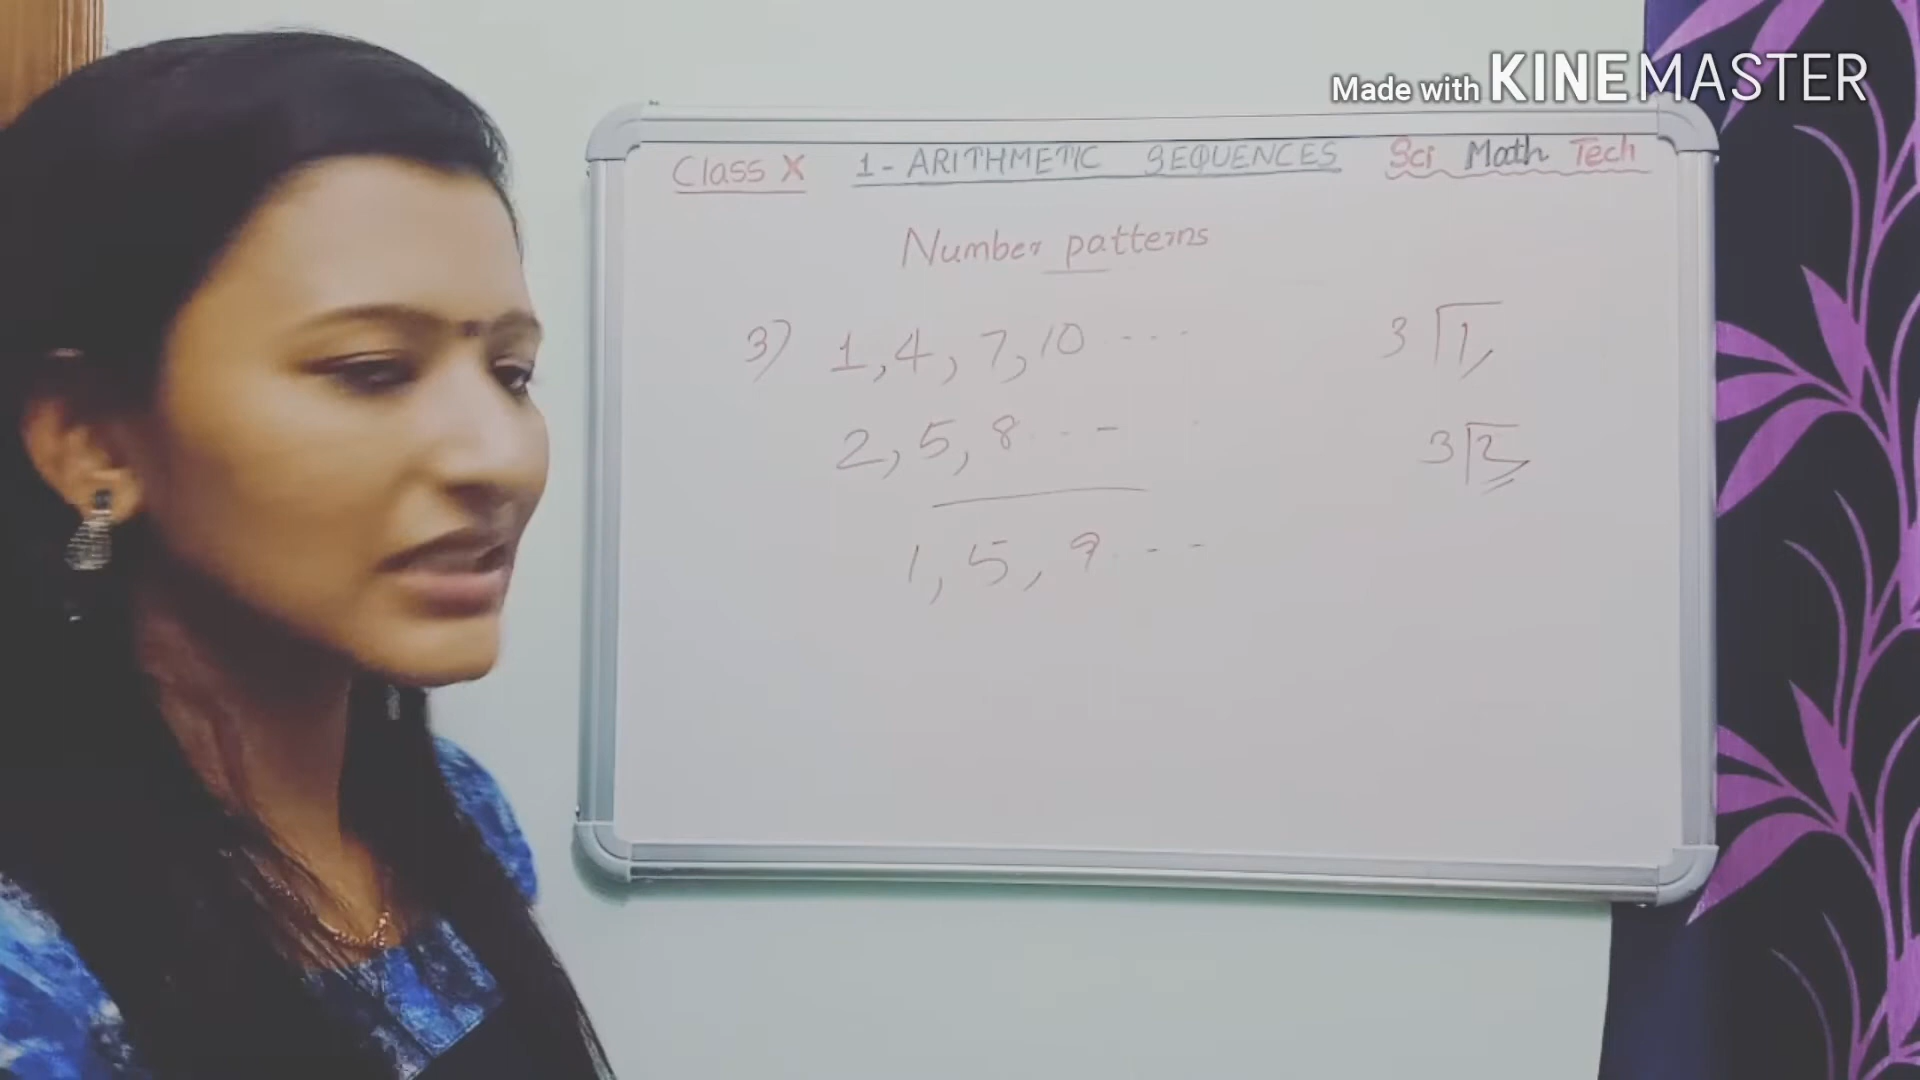 Made with KINEMASTER
Class X 1-ARITHMETIC SEQUENCES Sci Math Tech
Number patterns
3) 1, 4, 7, 10 .... 3 1
2, 5, 8 ... 3 2
1, 5, 9 ...